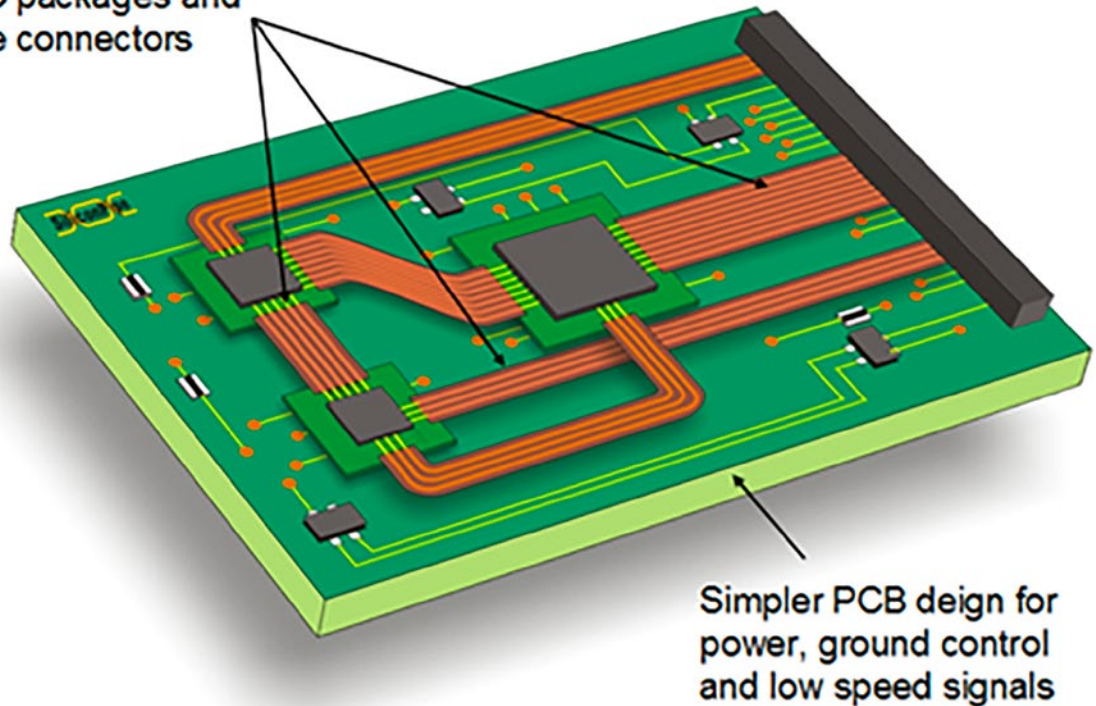 packages and
connectors
Simpler PCB deign for
power, ground control
and low speed signals